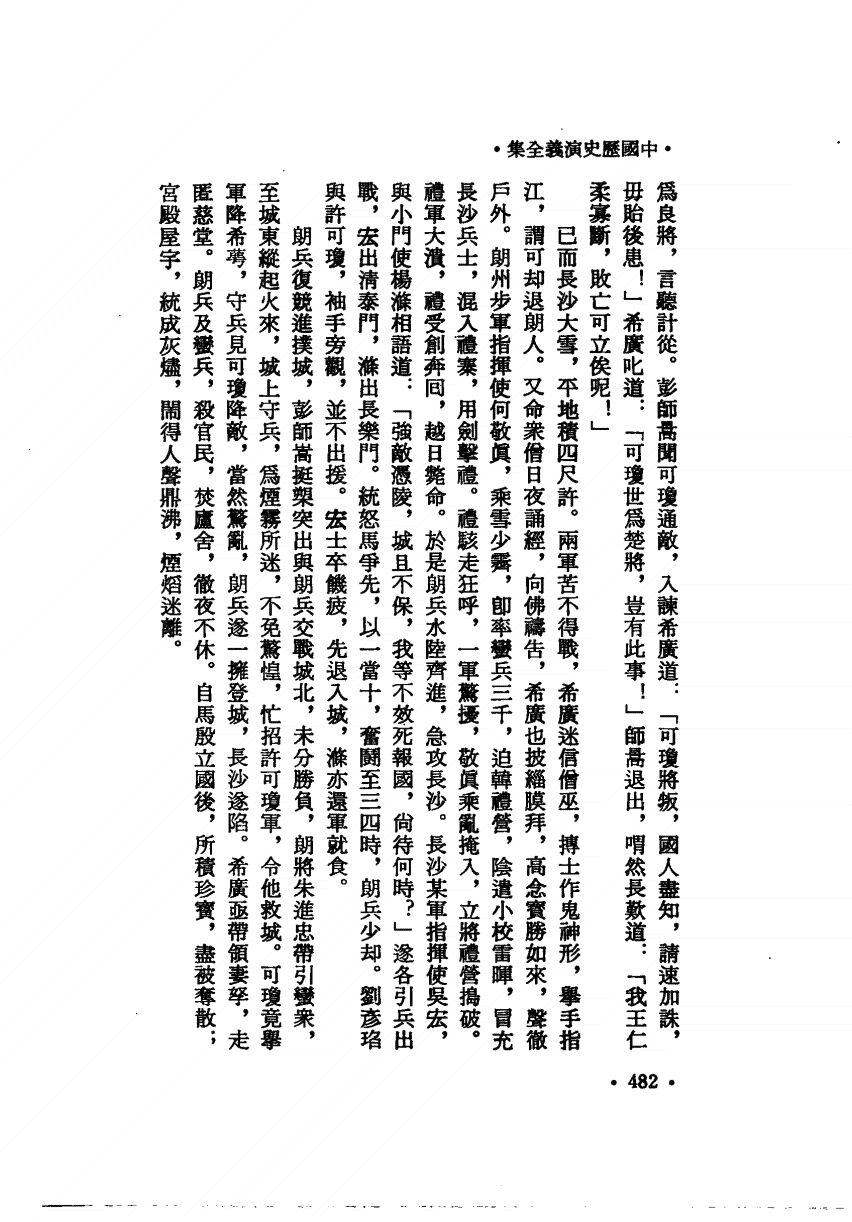 •中國歷史演義全集•
爲良將，言聽計從。彭師暠聞可瓊通敵，入諫希廣道：「可瓊將叛，國人盡知，請速加誅，
毋貽後患！」希廣叱道：「可瓊世爲楚將，豈有此事！」師暠退出，喟然長歎道：「我王仁
柔寡斷，敗亡可立俟呢！」
已而長沙大雪，平地積四尺許。兩軍苦不得戰，希廣迷信僧巫，摶土作鬼神形，舉手指
江，謂可却退朗人。又命衆僧日夜誦經，向佛禱告，希廣也披緇膜拜，高念寶勝如來，聲徹
戶外。朗州步軍指揮使何敬眞，乘雪少霽，卽率蠻兵三千，迫韓禮營，陰遣小校雷暉，冒充
長沙兵士，混入禮寨，用劍擊禮。禮駭走狂呼，一軍驚擾，敬眞乘亂掩入，立將禮營搗破。
禮軍大潰，禮受創奔回，越日斃命。於是朗兵水陸齊進，急攻長沙。長沙某軍指揮使吳宏，
與小門使楊滌相語道：「強敵憑陵，城且不保，我等不效死報國，尙待何時？」遂各引兵出
戰，宏出清泰門，滌出長樂門。統怒馬爭先，以一當十，奮鬪至三四時，朗兵少却。劉彥瑫
與許可瓊，袖手旁觀，並不出援。宏士卒饑疲，先退入城，滌亦還軍就食。
朗兵復競進撲城，彭師嵩挺槊突出與朗兵交戰城北，未分勝負，朗將朱進忠帶引蠻衆，
至城東縱起火來，城上守兵，爲煙霧所迷，不免驚惶，忙招許可瓊軍，令他救城。可瓊竟舉
軍降希萼，守兵見可瓊降敵，當然驚亂，朗兵遂一擁登城，長沙遂陷。希廣亟帶領妻孥，走
匿慈堂。朗兵及蠻兵，殺官民，焚廬舍，徹夜不休。自馬殷立國後，所積珍寶，盡被奪散；
宮殿屋宇，統成灰燼，鬧得人聲鼎沸，煙熖迷離。
•482•